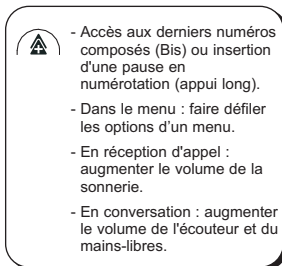 - Accès aux derniers numéros
composés (Bis) ou insertion
d'une pause en
numérotation (appui long).
- Dans le menu : faire défiler
les options d’un menu.
- En réception d'appel :
augmenter le volume de la
sonnerie.
- En conversation : augmenter
le volume de l'écouteur et du
mains-libres.